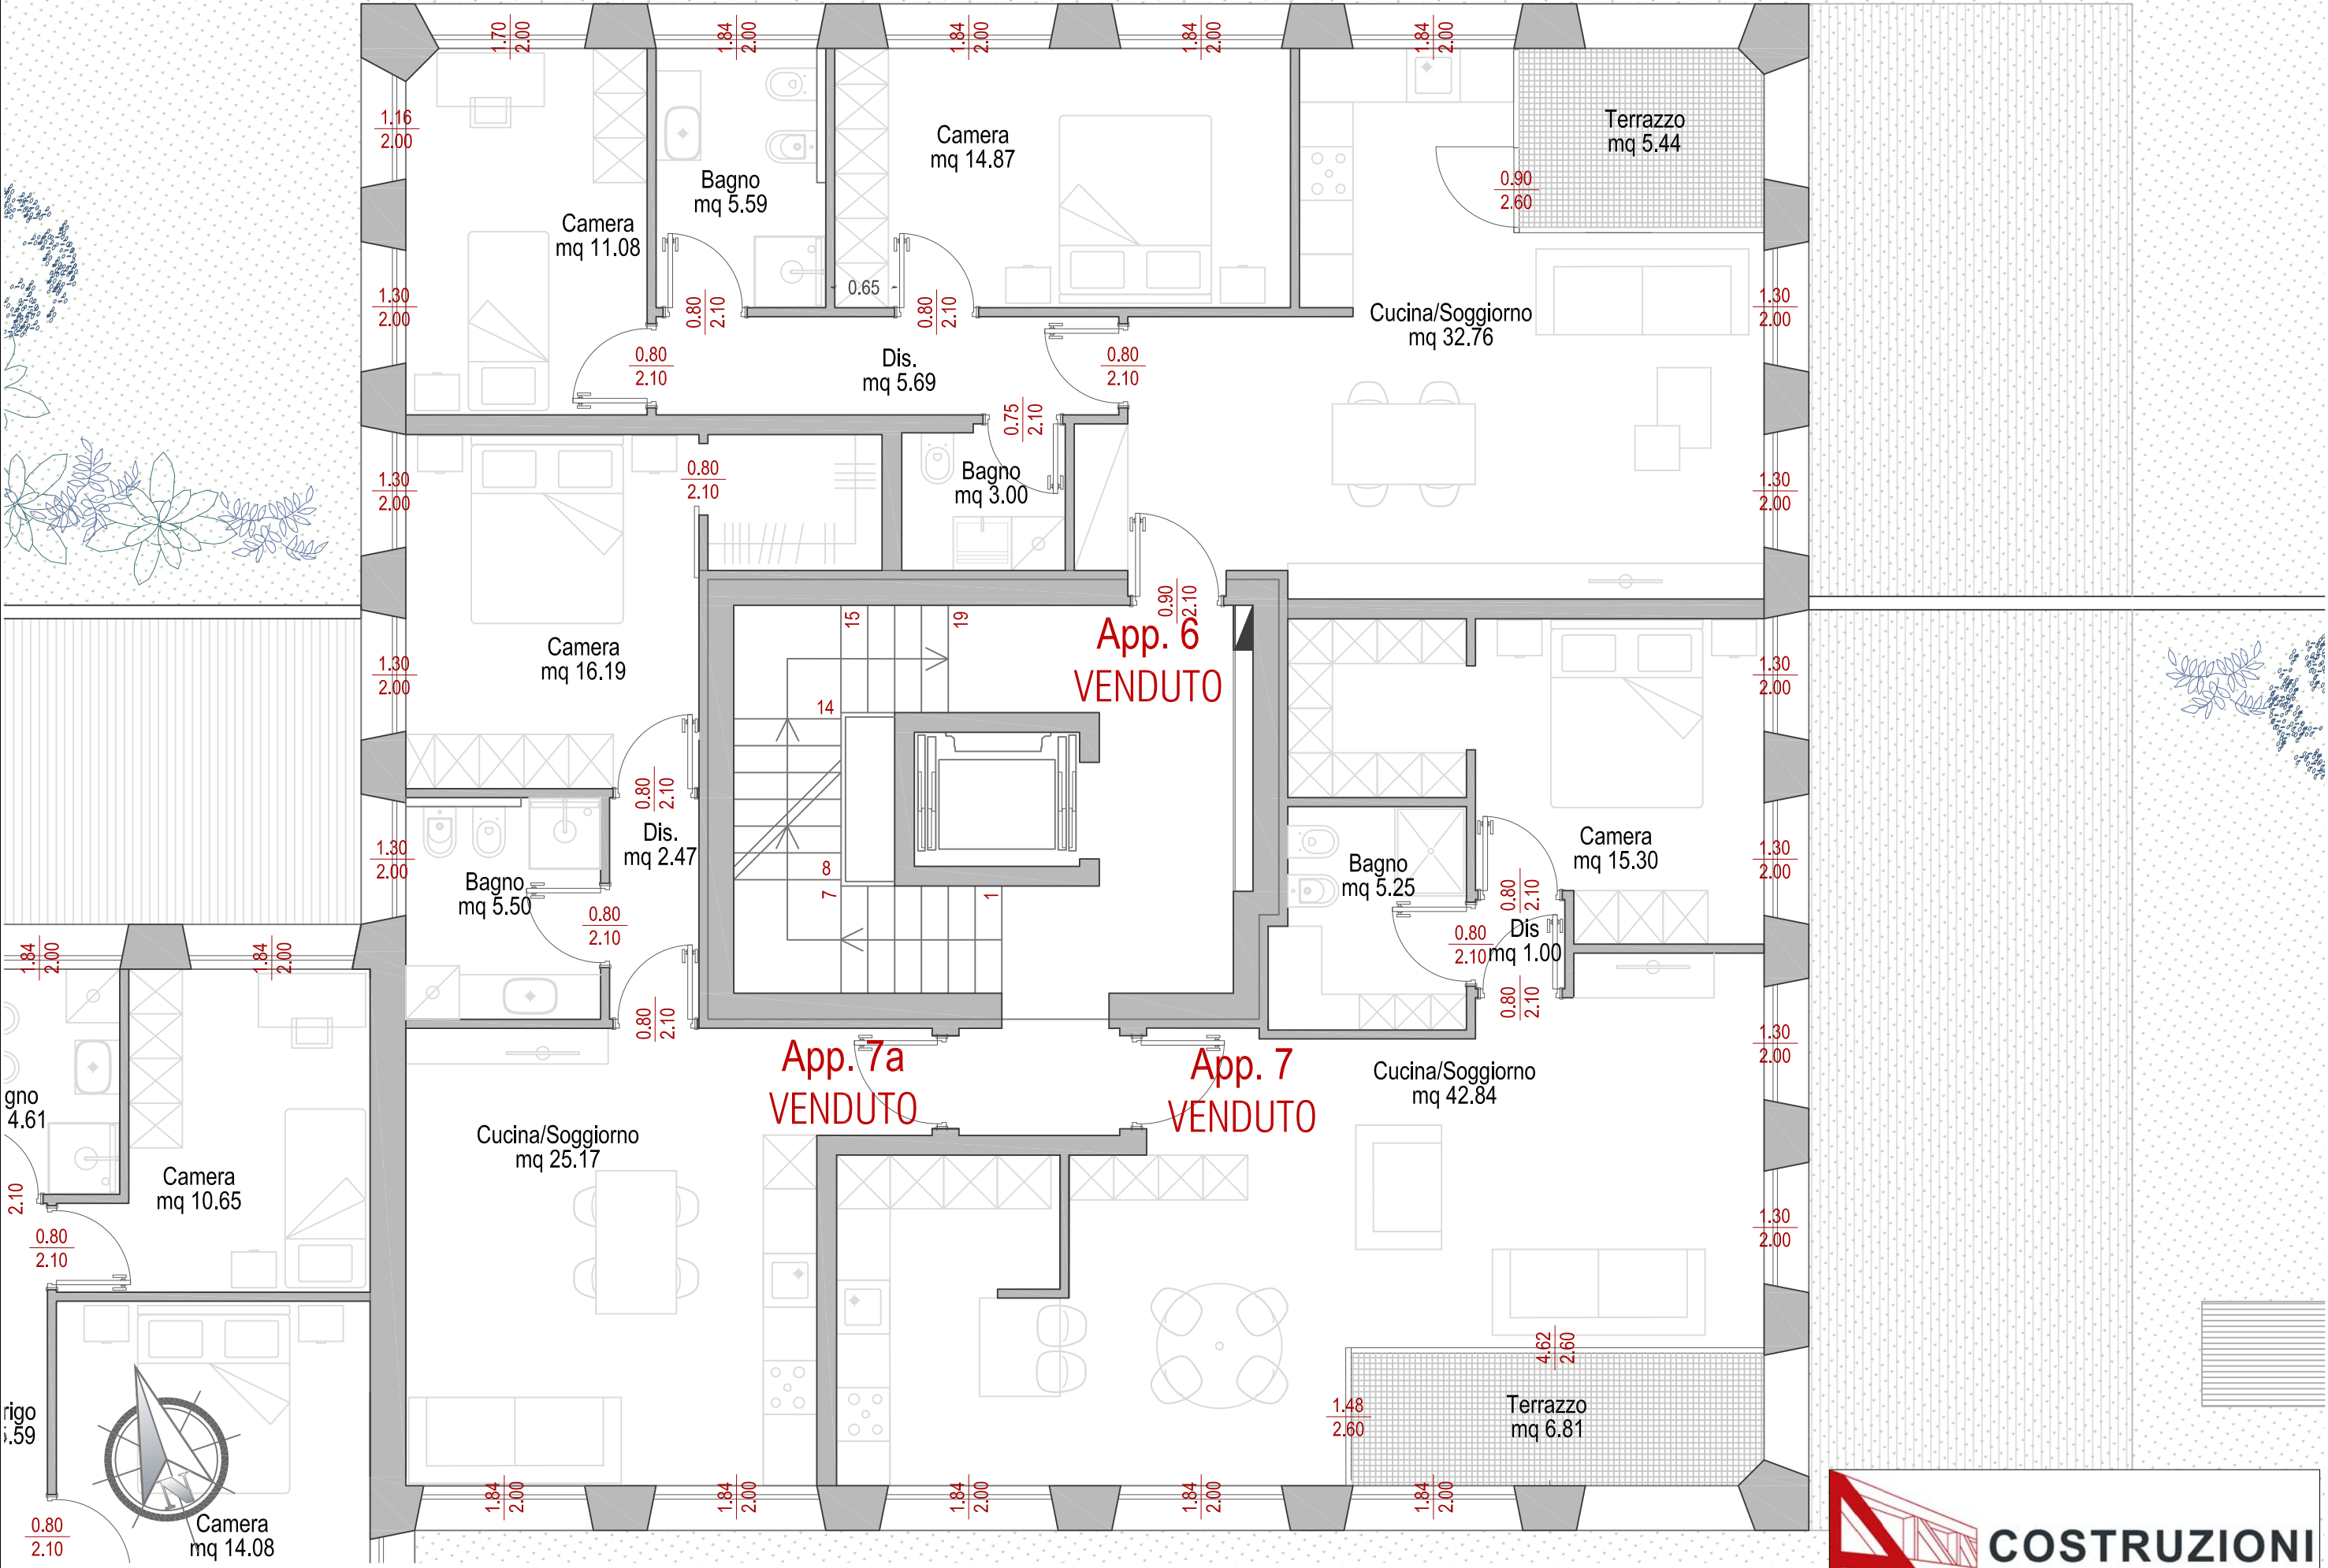 1.70
2.00
1.84
2.00
1.84
2.00
1.84
2.00
1.84
2.00
1.16
2.00
Camera
mq 11.08
Bagno
mq 5.59
Camera
mq 14.87
Terrazzo
mq 5.44
0.90
2.60
1.30
2.00
0.80
2.10
0.65
0.80
2.10
Cucina/Soggiorno
mq 32.76
1.30
2.00
0.80
2.10
Dis.
mq 5.69
0.80
2.10
0.75
2.10
1.30
2.00
0.80
2.10
Bagno
mq 3.00
1.30
2.00
0.90
2.10
15
19
App. 6
VENDUTO
Camera
mq 16.19
1.30
2.00
1.30
2.00
14
0.80
2.10
Dis.
mq 2.47
1.30
2.00
Bagno
mq 5.50
0.80
2.10
8
7
1
Bagno
mq 5.25
Camera
mq 15.30
1.30
2.00
0.80
2.10
0.80
2.10
Dis
mq 1.00
0.80
2.10
1.84
2.00
1.84
2.00
0.80
2.10
App. 7a
VENDUTO
App. 7
VENDUTO
Cucina/Soggiorno
mq 42.84
1.30
2.00
gno
4.61
Cucina/Soggiorno
mq 25.17
Camera
mq 10.65
2.10
0.80
2.10
1.30
2.00
4.62
2.60
1.48
2.60
Terrazzo
mq 6.81
rigo
.59
N
Camera
mq 14.08
0.80
2.10
1.84
2.00
1.84
2.00
1.84
2.00
1.84
2.00
1.84
2.00
COSTRUZIONI